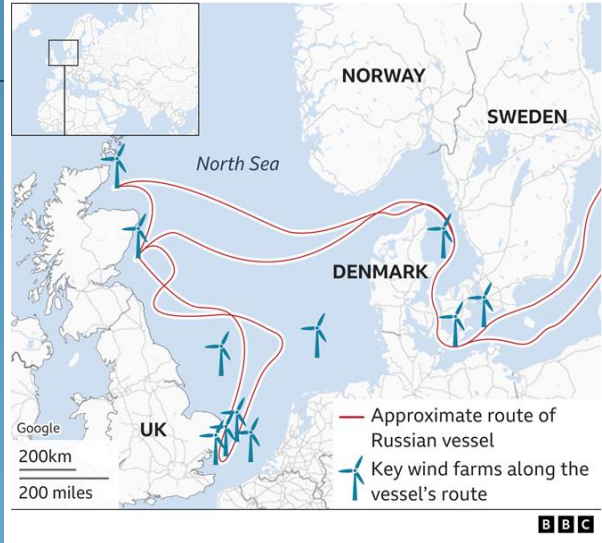 NORWAY
SWEDEN
North Sea
DENMARK
UK
Google
200km
200 miles
Approximate route of
Russian vessel
Key wind farms along the
vessel's route
BBC